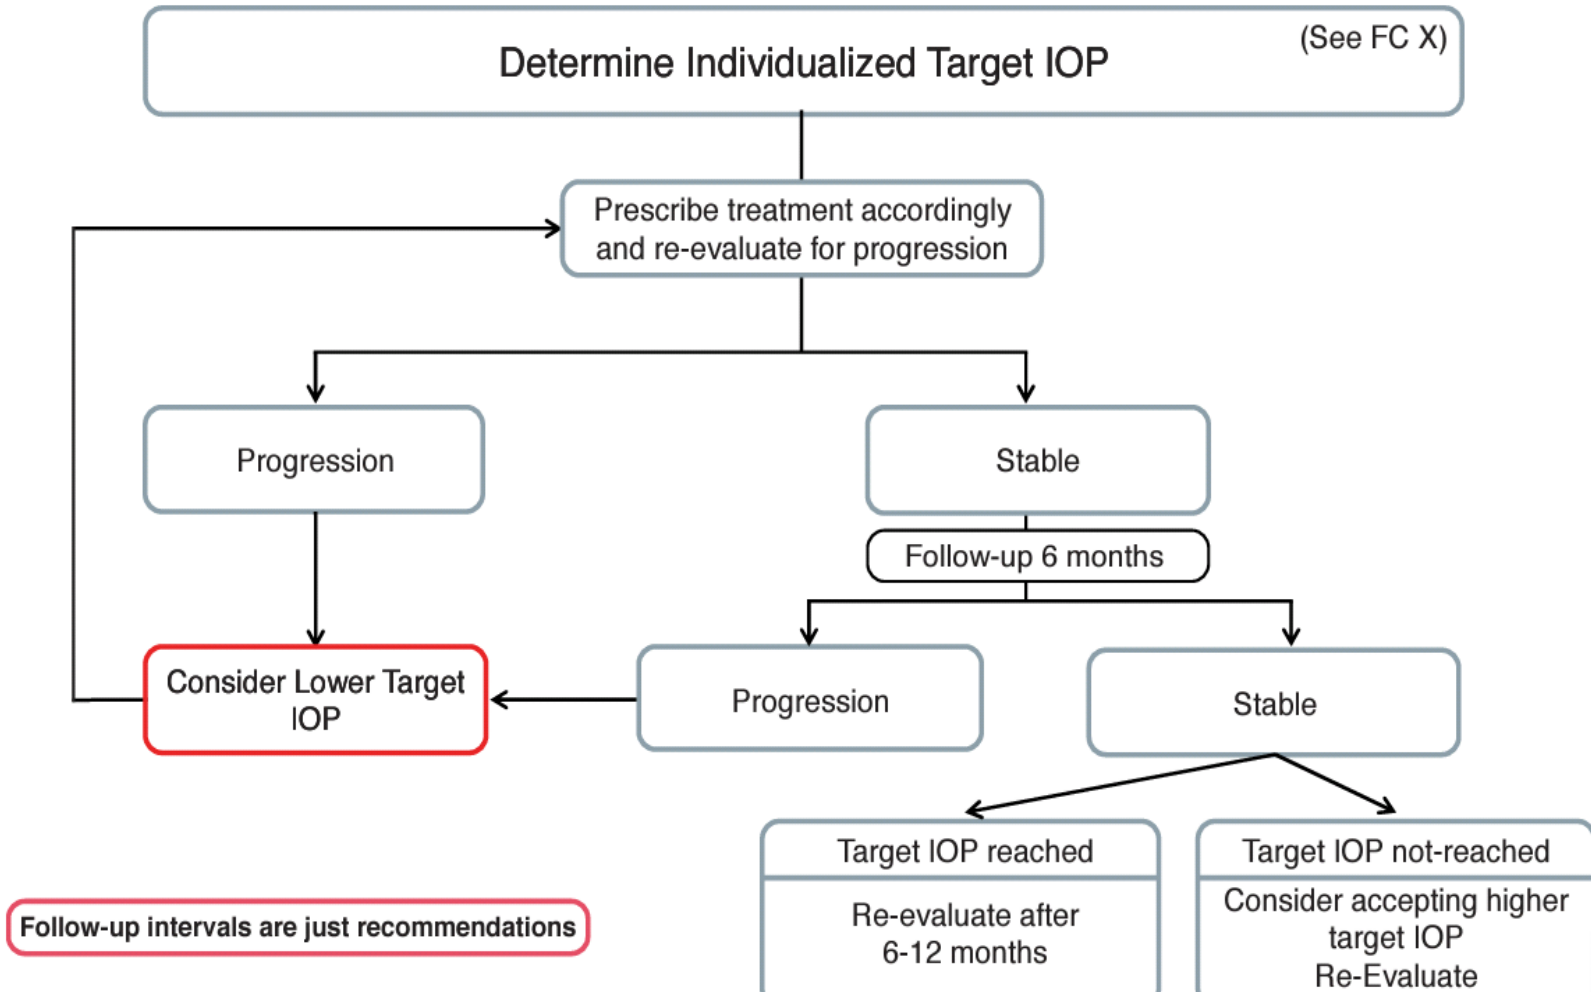 (See FC X)
Determine Individualized Target IOP
Prescribe treatment accordingly
and re-evaluate for progression
Progression
Stable
Follow-up 6 months
Consider Lower Target
IOP
Progression
Stable
Target IOP reached
Re-evaluate after
6-12 months
Target IOP not-reached
Consider accepting higher
target IOP
Re-Evaluate
Follow-up intervals are just recommendations